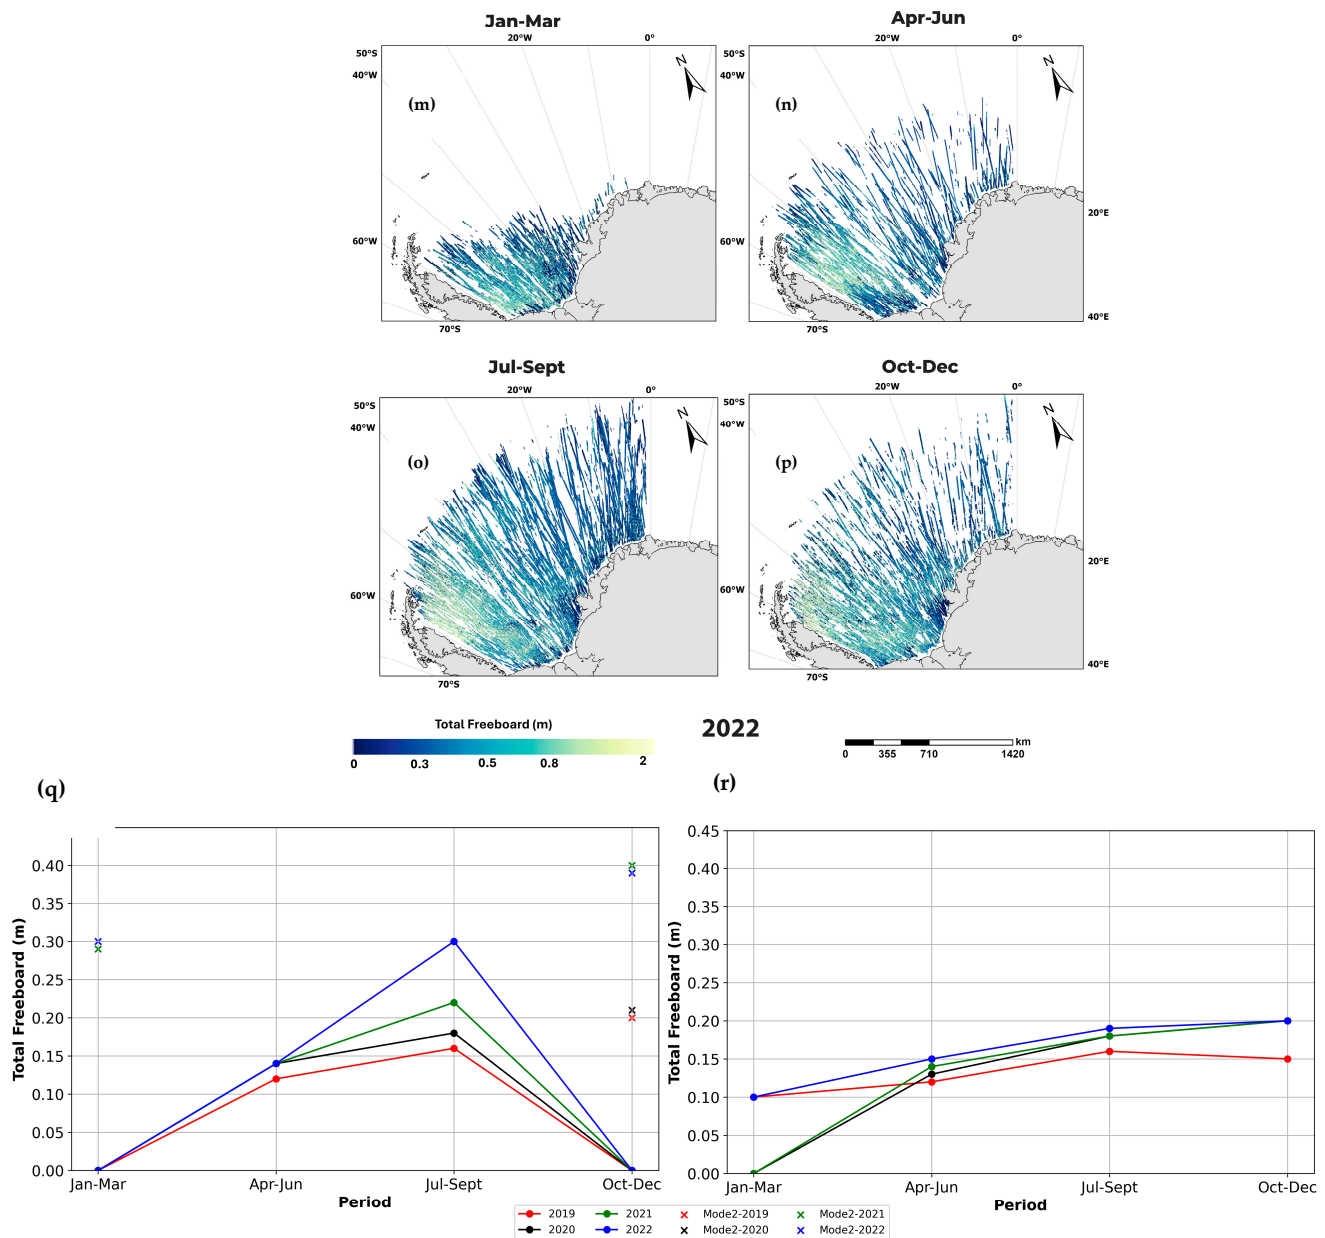 Jan-Mar
Apr-Jun
20°W 0° 20°W 0°
50°S
40°W
N
(m)
60°W
70°S
50°S
40°W
N
(n)
20°E
60°W
40°E
70°S
Jul-Sept
Oct-Dec
20°W 0° 20°W 0°
50°S
40°W
N
(o)
60°W
70°S
50°S
40°W
N
(p)
20°E
60°W
40°E
70°S
Total Freeboard (m)
0 0.3 0.5 0.8 2
2022
km
0 355 710 1420
(q)
(r)
0.40
0.35
0.30
0.25
0.20
0.15
0.10
0.05
0.00
Total Freeboard (m)
Jan-Mar Apr-Jun Jul-Sept Oct-Dec
Period
0.45
0.40
0.35
0.30
0.25
0.20
0.15
0.10
0.05
0.00
Total Freeboard (m)
Jan-Mar Apr-Jun Jul-Sept Oct-Dec
Period
2019 2021 Mode2-2019 Mode2-2021
2020 2022 Mode2-2020 Mode2-2022